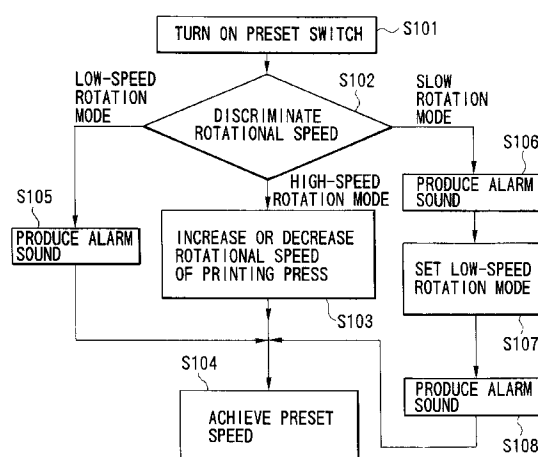 TURN ON PRESET SWITCH
S101
LOW-SPEED
ROTATION
MODE
S102
DISCRIMINATE
ROTATIONAL SPEED
SLOW
ROTATION
MODE
S106
PRODUCE ALARM
SOUND
S105
PRODUCE ALARM
SOUND
HIGH-SPEED
ROTATION MODE
INCREASE OR DECREASE
ROTATIONAL SPEED
OF PRINTING PRESS
S103
SET LOW-SPEED
ROTATION MODE
S107
S104
ACHIEVE PRESET
SPEED
PRODUCE ALARM
SOUND
S108